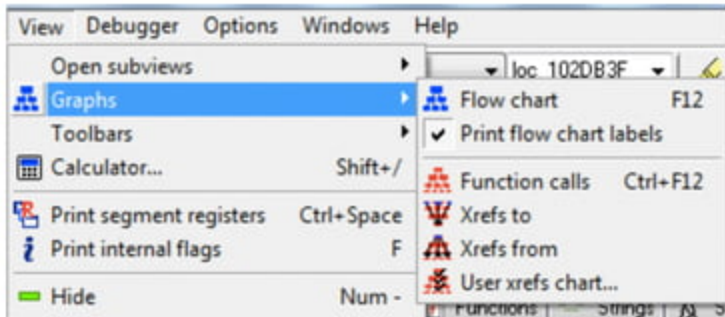 View Debugger Options Windows Help
Open subviews
loc_102DB3F
Graphs
Flow chart F12
Toolbars
Print flow chart labels
Calculator... Shift+/
Function calls Ctrl+F12
Print segment registers Ctrl+Space
Xrefs to
Print internal flags F
Xrefs from
User xrefs chart...
Hide Num -
Functions Strings